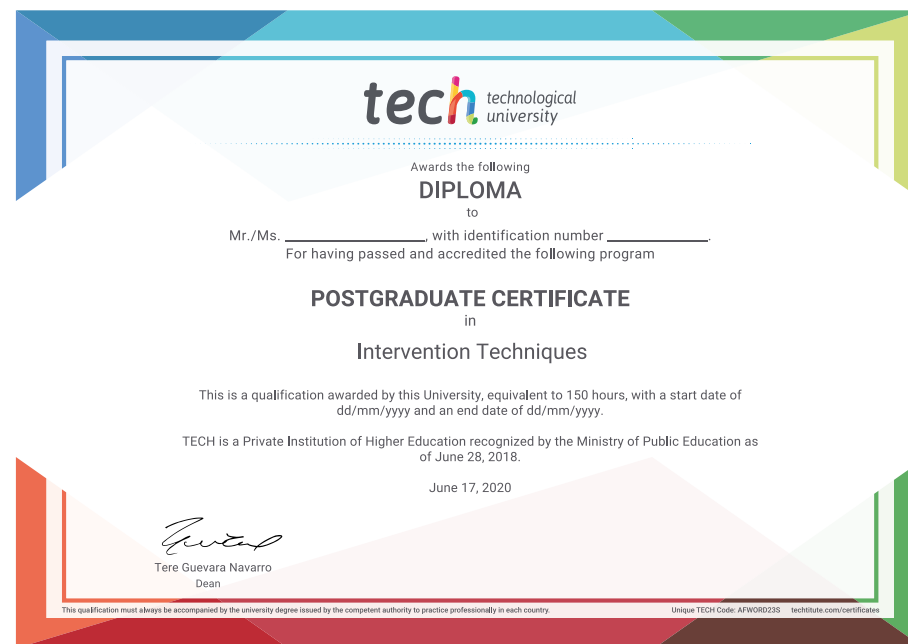 tech technological
university
Awards the following
DIPLOMA
to
Mr./Ms. ____________________, with identification number ______________.
For having passed and accredited the following program
POSTGRADUATE CERTIFICATE
in
Intervention Techniques
This is a qualification awarded by this University, equivalent to 150 hours, with a start date of
dd/mm/yyyy and an end date of dd/mm/yyyy.
TECH is a Private Institution of Higher Education recognized by the Ministry of Public Education as
of June 28, 2018.
June 17, 2020
Tere Guevara Navarro
Dean
This qualification must always be accompanied by the university degree issued by the competent authority to practice professionally in each country.
Unique TECH Code: AFWORD23S techtitute.com/certificates